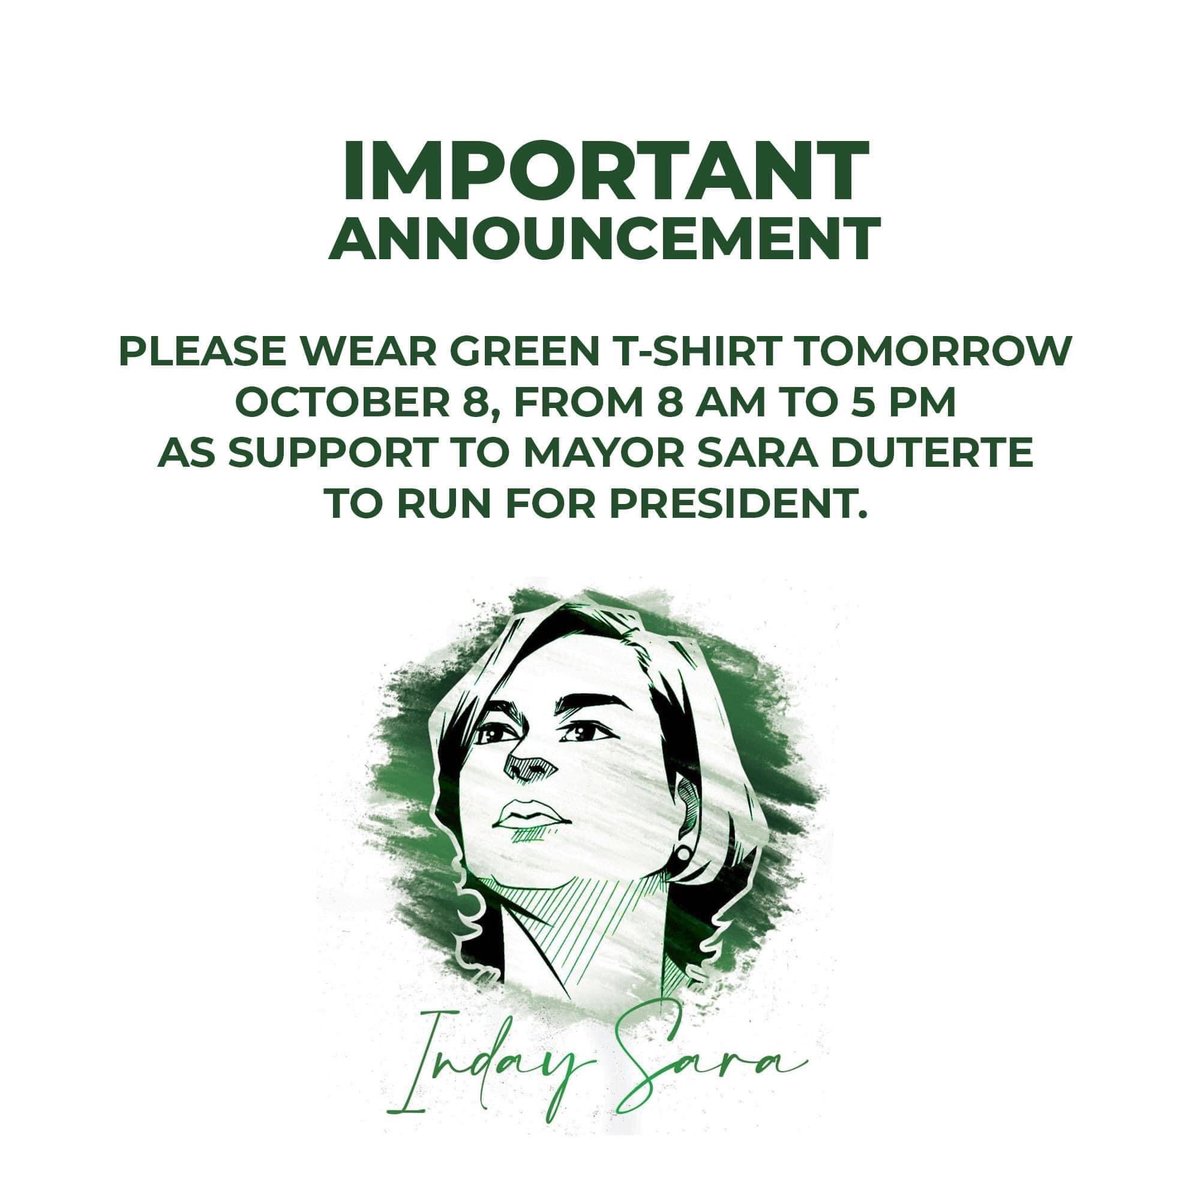 IMPORTANT
ANNOUNCEMENT
PLEASE WEAR GREEN T-SHIRT TOMORROW
OCTOBER 8, FROM 8 AM TO 5 PM
AS SUPPORT TO MAYOR SARA DUTERTE
TO RUN FOR PRESIDENT.
Inday Sara